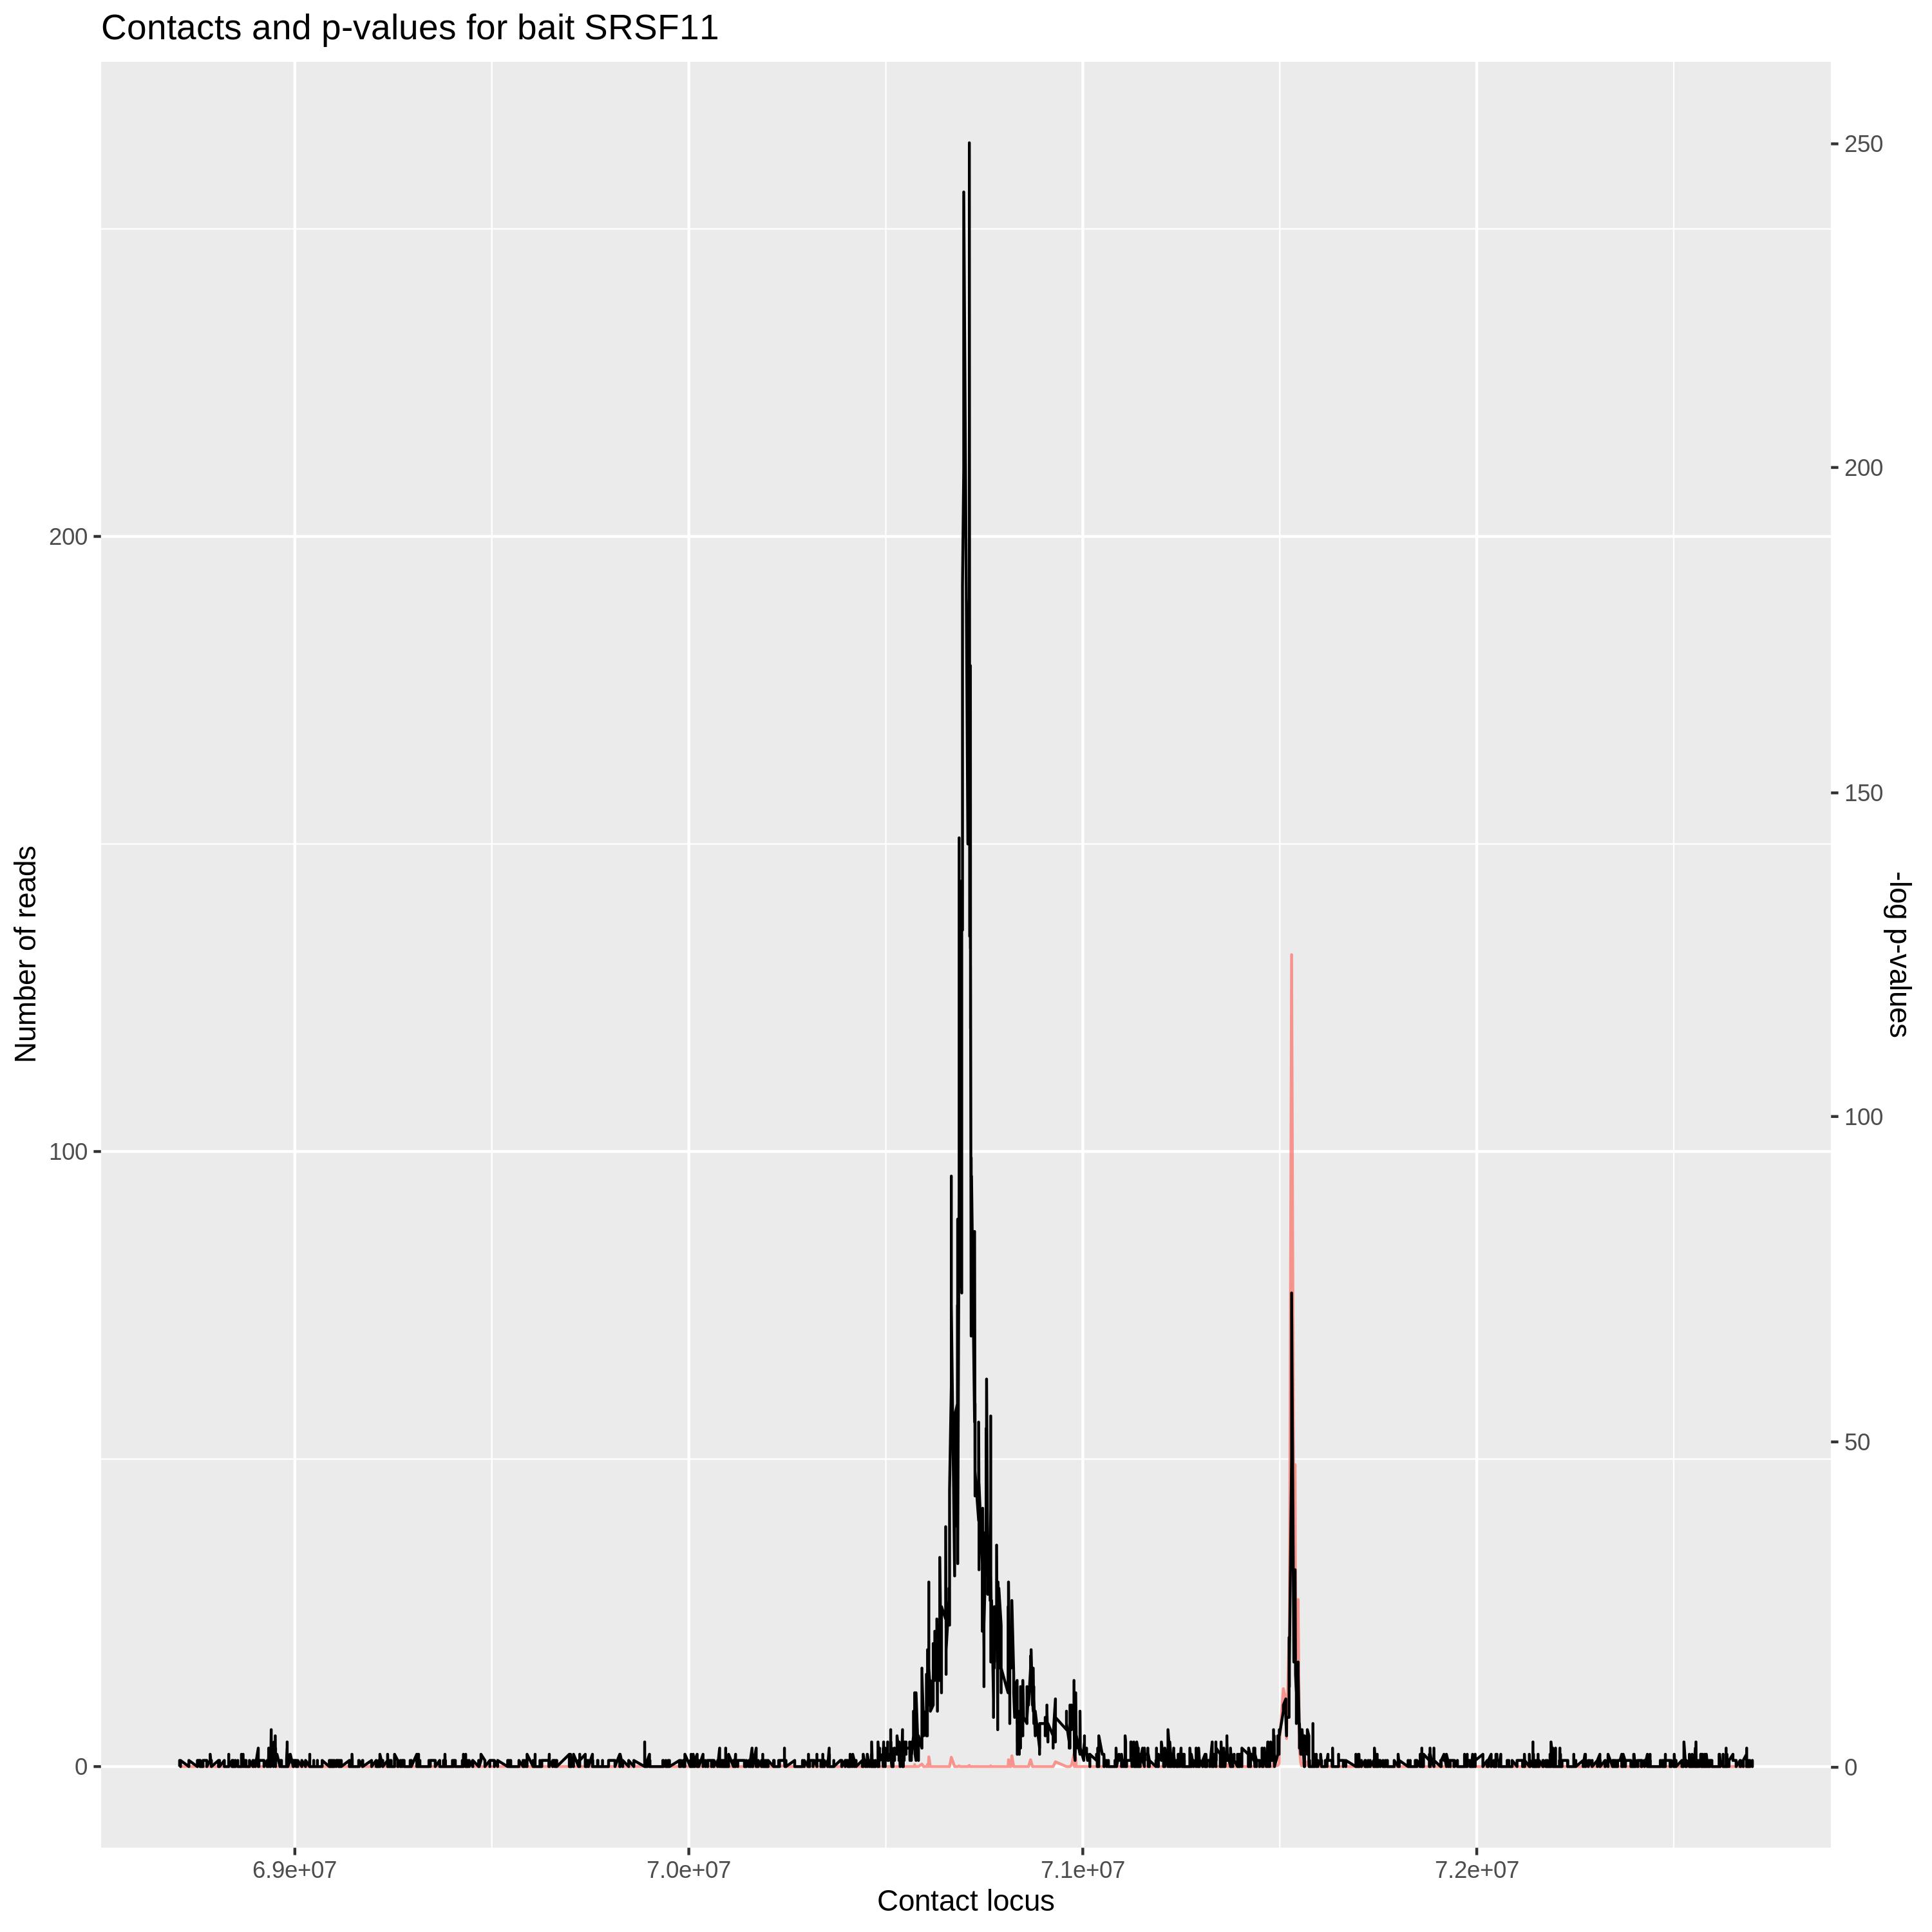 Contacts and p-values for bait SRSF11
250
200
200
150
Number of reads
-log p-values
100
100
50
0
0
6.9e+07 7.0e+07 7.1e+07 7.2e+07
Contact locus